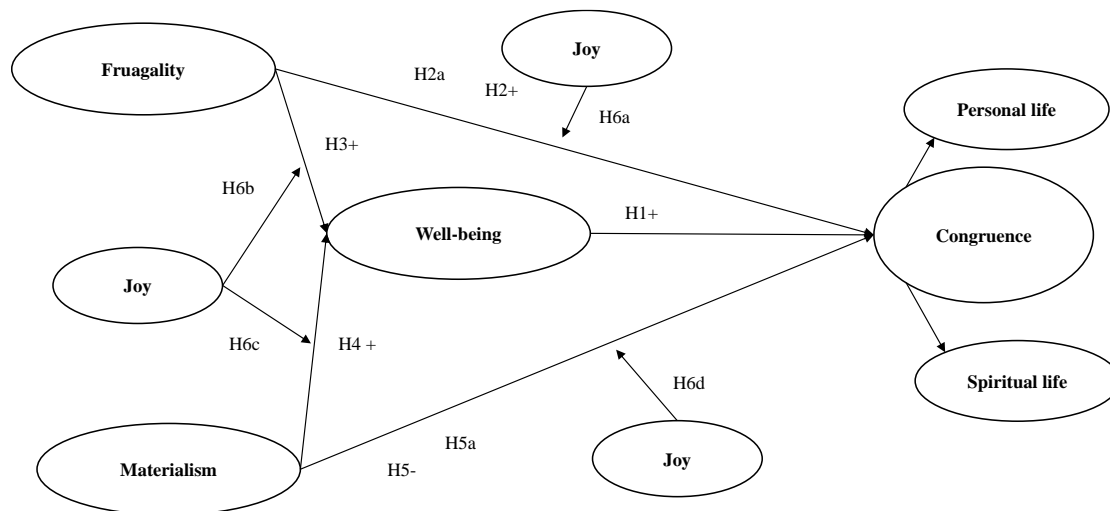 Joy
Fruagality
H2a
H2+
H6a
Personal life
H3+
H6b
Well-being
H1+
Congruence
Joy
H6c
H4 +
Spiritual life
H6d
H5a
Materialism
H5-
Joy